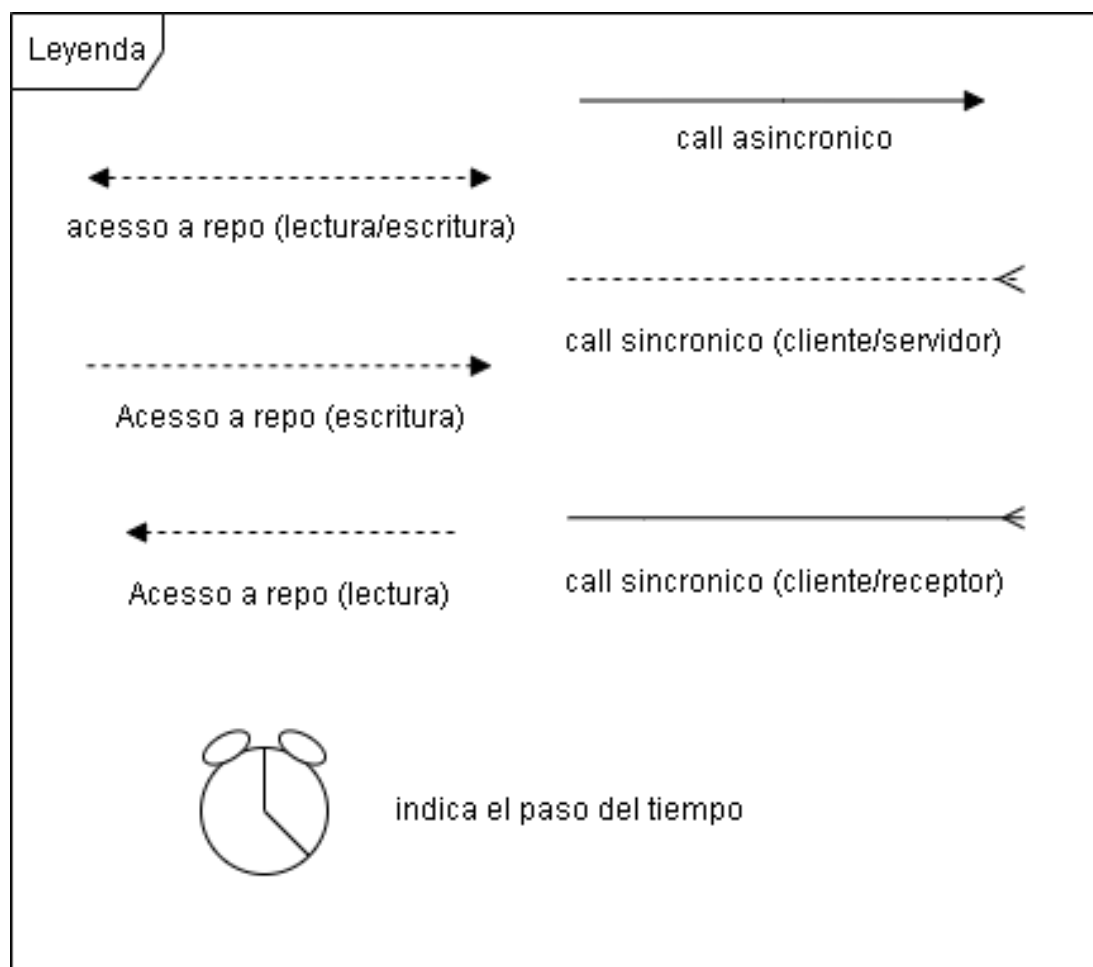 Leyenda
call asincronico
acesso a repo (lectura/escritura)
call sincronico (cliente/servidor)
Acesso a repo (escritura)
call sincronico (cliente/receptor)
Acesso a repo (lectura)
indica el paso del tiempo